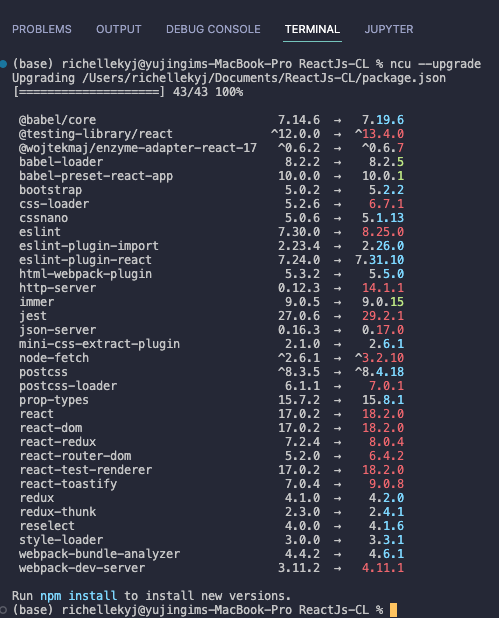 PROBLEMS OUTPUT DEBUG CONSOLE TERMINAL JUPYTER
(base) richellekyj@yujingims-MacBook-Pro ReactJs-CL % ncu --upgrade
Upgrading /Users/richellekyj/Documents/ReactJs-CL/package.json
[====================] 43/43 100%
@babel/core 7.14.6 → 7.19.6
@testing-library/react ^12.0.0 → ^13.4.0
@wojtekmaj/enzyme-adapter-react-17 ^0.6.2 → ^0.6.7
babel-loader 8.2.2 → 8.2.5
babel-preset-react-app 10.0.0 → 10.0.1
bootstrap 5.0.2 → 5.2.2
css-loader 5.2.6 → 6.7.1
cssnano 5.0.6 → 5.1.13
eslint 7.30.0 → 8.25.0
eslint-plugin-import 2.23.4 → 2.26.0
eslint-plugin-react 7.24.0 → 7.31.10
html-webpack-plugin 5.3.2 → 5.5.0
http-server 0.12.3 → 14.1.1
immer 9.0.5 → 9.0.15
jest 27.0.6 → 29.2.1
json-server 0.16.3 → 0.17.0
mini-css-extract-plugin 2.1.0 → 2.6.1
node-fetch ^2.6.1 → ^3.2.10
postcss ^8.3.5 → ^8.4.18
postcss-loader 6.1.1 → 7.0.1
prop-types 15.7.2 → 15.8.1
react 17.0.2 → 18.2.0
react-dom 17.0.2 → 18.2.0
react-redux 7.2.4 → 8.0.4
react-router-dom 5.2.0 → 6.4.2
react-test-renderer 17.0.2 → 18.2.0
react-toastify 7.0.4 → 9.0.8
redux 4.1.0 → 4.2.0
redux-thunk 2.3.0 → 2.4.1
reselect 4.0.0 → 4.1.6
style-loader 3.0.0 → 3.3.1
webpack-bundle-analyzer 4.4.2 → 4.6.1
webpack-dev-server 3.11.2 → 4.11.1
Run npm install to install new versions.
(base) richellekyj@yujingims-MacBook-Pro ReactJs-CL %